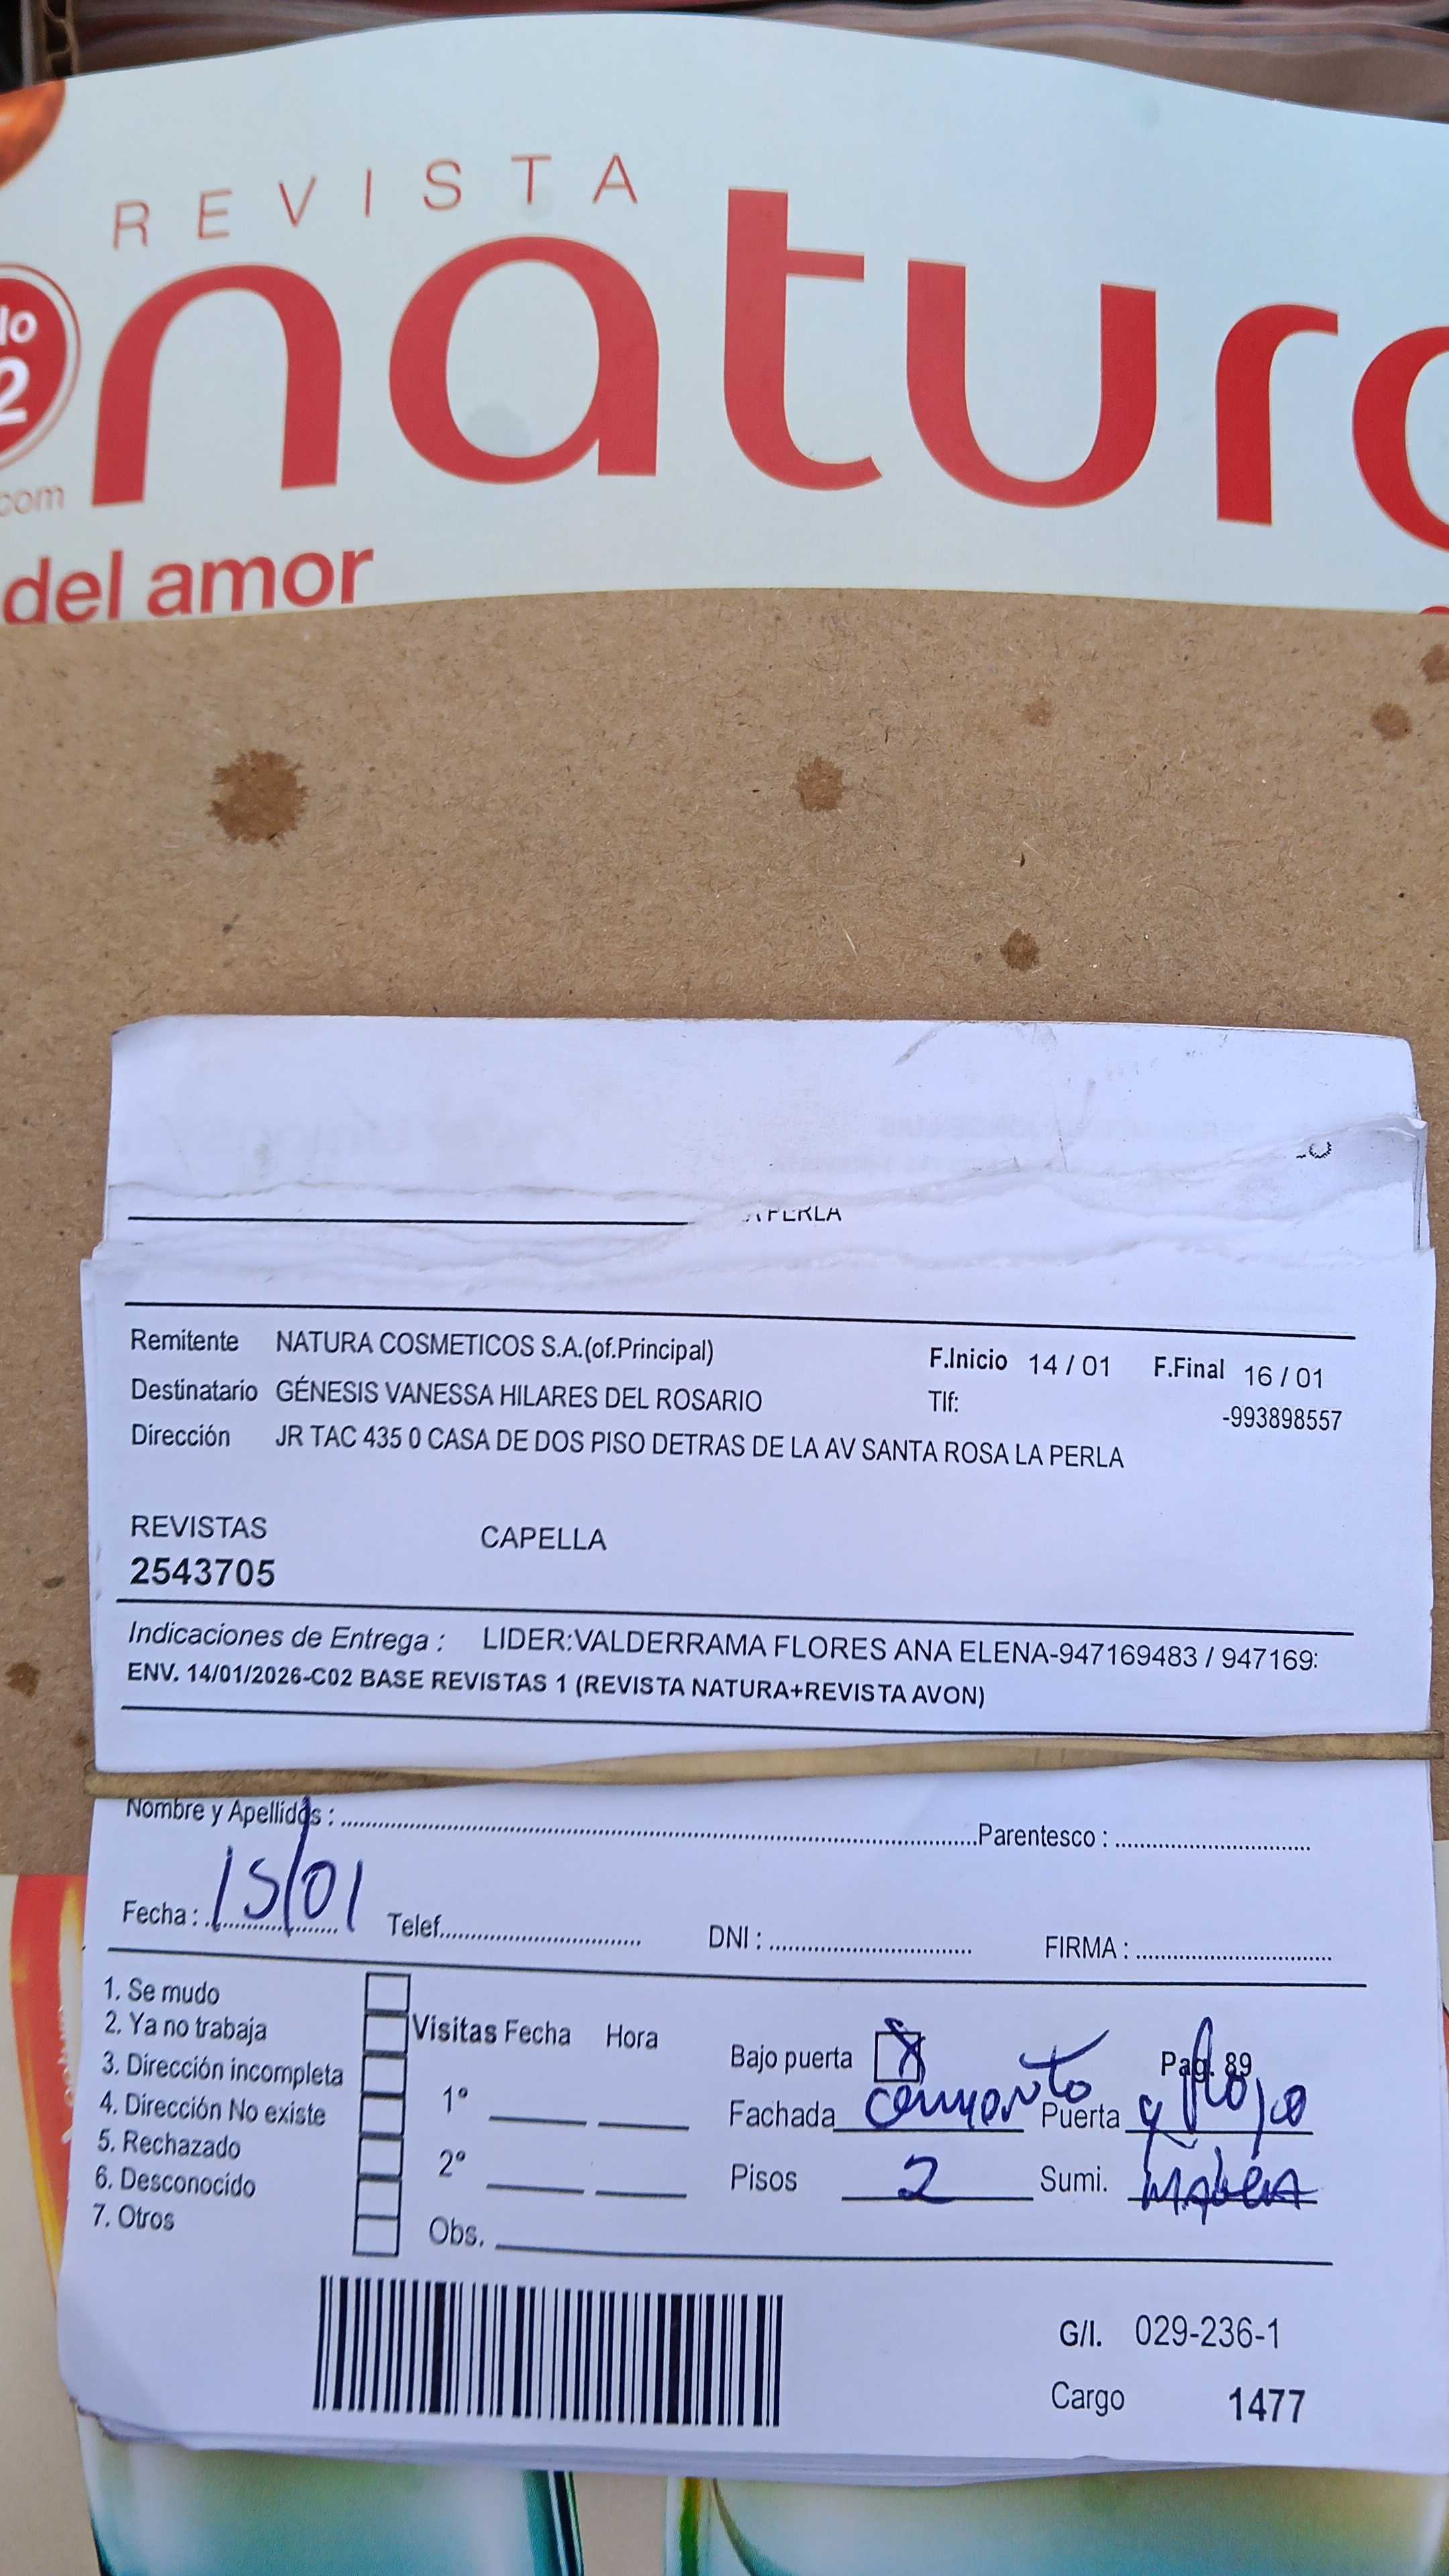 REVISTA
natura
lo
2
com
del amor
A PERLA
Remitente NATURA COSMETICOS S.A.(of.Principal) F.Inicio 14 / 01 F.Final 16 / 01
Destinatario GÉNESIS VANESSA HILARES DEL ROSARIO Tlf: -993898557
Dirección JR TAC 435 0 CASA DE DOS PISO DETRAS DE LA AV SANTA ROSA LA PERLA
REVISTAS CAPELLA
2543705
Indicaciones de Entrega : LIDER:VALDERRAMA FLORES ANA ELENA-947169483 / 947169:
ENV. 14/01/2026-C02 BASE REVISTAS 1 (REVISTA NATURA+REVISTA AVON)
Nombre y Apellidos : Parentesco :
Fecha : 15/01 Telef. DNI : FIRMA :
1. Se mudo
2. Ya no trabaja Visitas Fecha Hora Bajo puerta X Pag. 89
3. Dirección incompleta
4. Dirección No existe 1° Fachada cemento Puerta y Rojo
5. Rechazado 2° Pisos 2 Sumi. Madera
6. Desconocido
7. Otros Obs.
G/I. 029-236-1
Cargo 1477